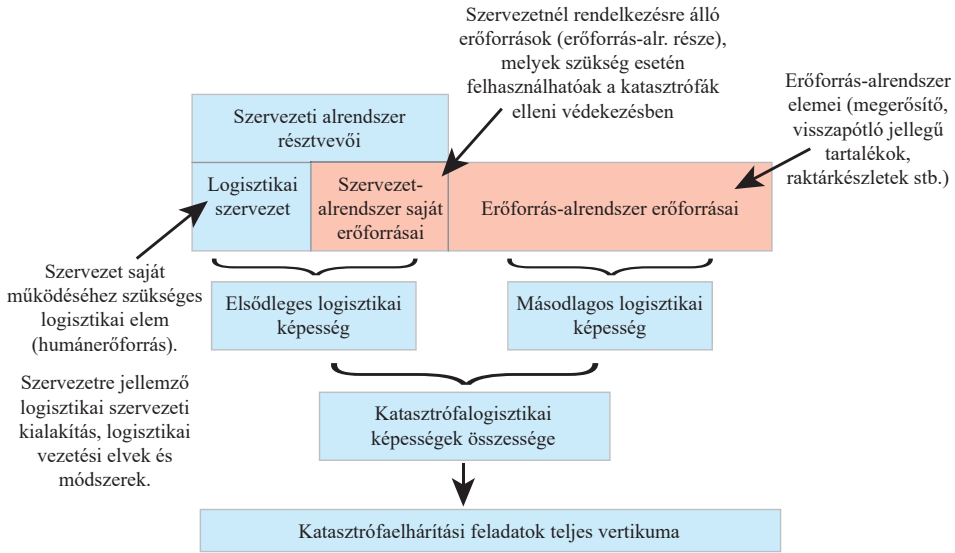 Szervezetnél rendelkezésre álló
erőforrások (erőforrás-alr. része),
melyek szükség esetén
felhasználhatóak a katasztrófák
elleni védekezésben
Erőforrás-alrendszer
elemei (megerősítő,
visszapótló jellegű
tartalékok,
raktárkészletek stb.)
Szervezeti alrendszer
résztvevői
Logisztikai
szervezet
Szervezet-
alrendszer saját
erőforrásai
Erőforrás-alrendszer erőforrásai
Szervezet saját
működéséhez szükséges
logisztikai elem
(humánerőforrás).
Szervezetre jellemző
logisztikai szervezeti
kialakítás, logisztikai
vezetési elvek és
módszerek.
Elsődleges logisztikai
képesség
Másodlagos logisztikai
képesség
Katasztrófalogisztikai
képességek összessége
Katasztrófaelhárítási feladatok teljes vertikuma